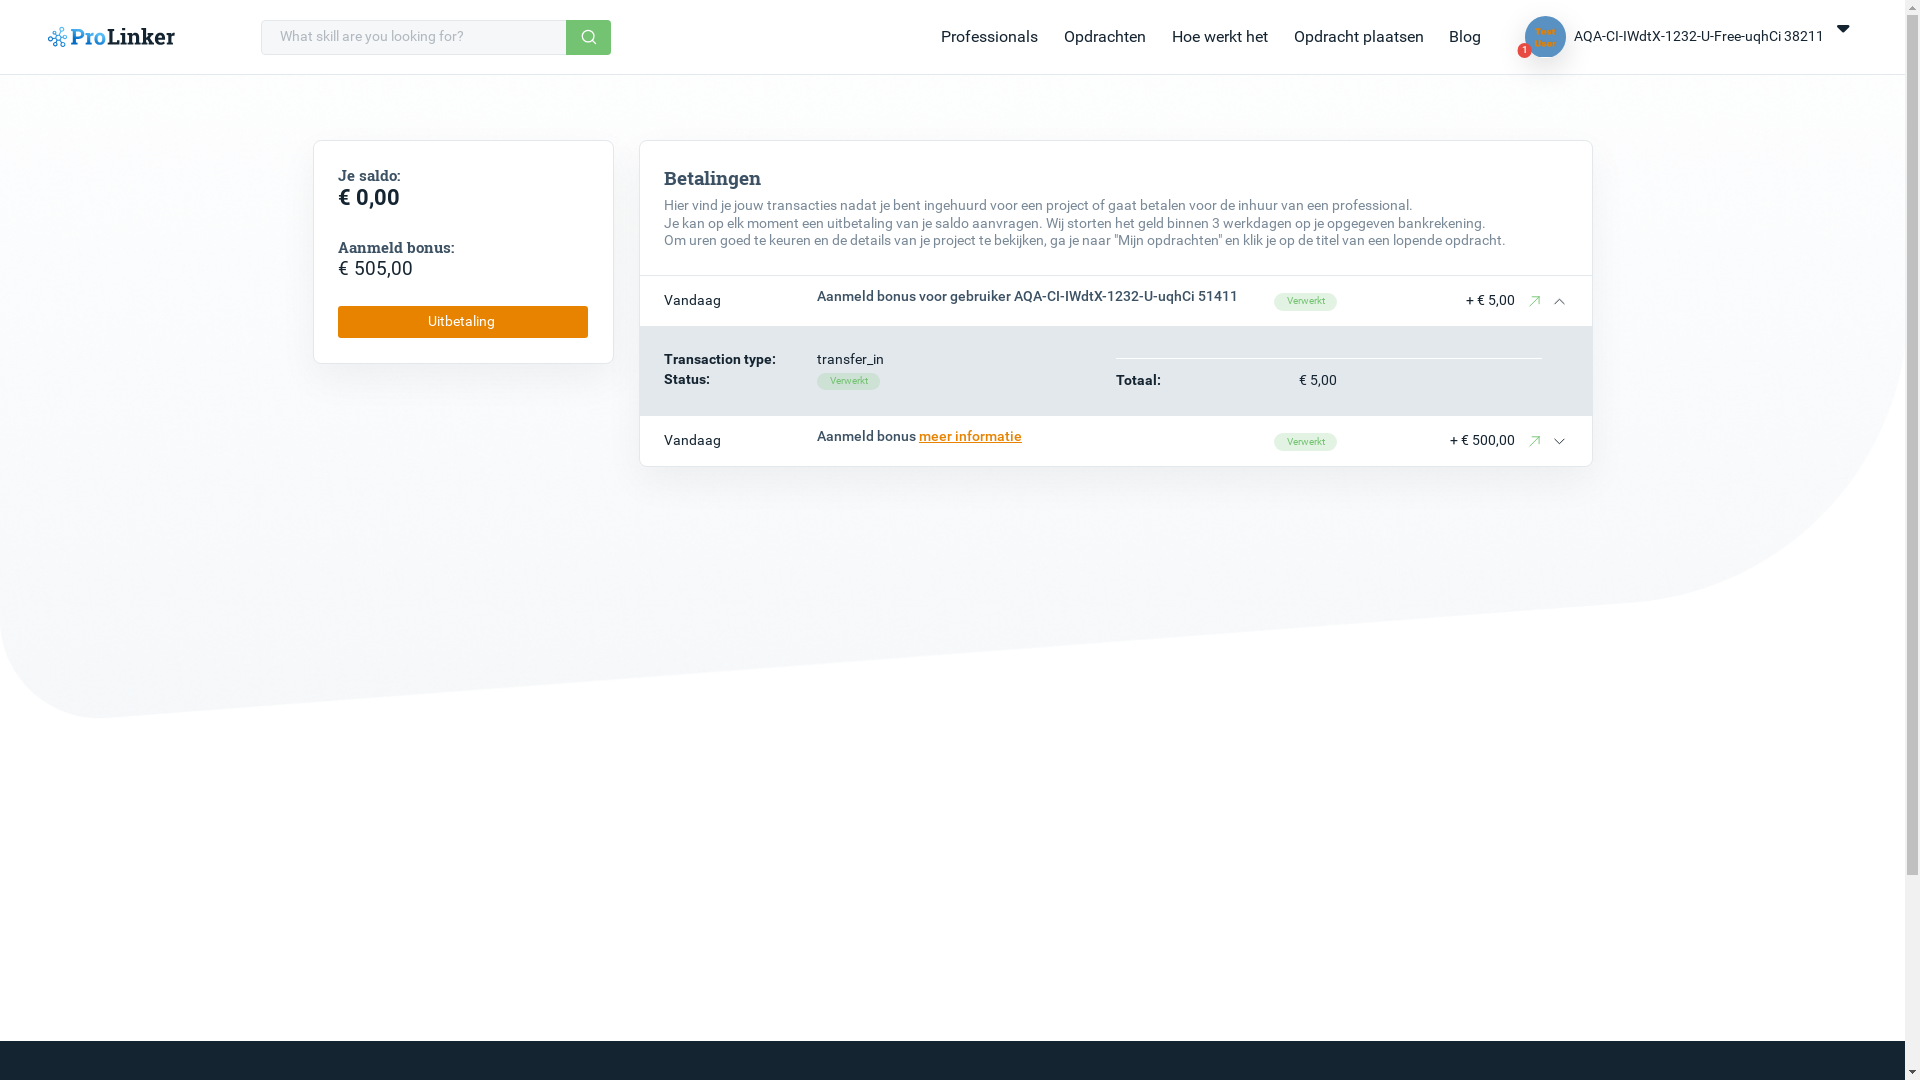 ProLinker
What skill are you looking for?
Professionals
Opdrachten
Hoe werkt het
Opdracht plaatsen
Blog
Test
User
1
AQA-CI-IWdtX-1232-U-Free-uqhCi 38211
Je saldo:
€ 0,00
Aanmeld bonus:
€ 505,00
Uitbetaling
Betalingen
Hier vind je jouw transacties nadat je bent ingehuurd voor een project of gaat betalen voor de inhuur van een professional.
Je kan op elk moment een uitbetaling van je saldo aanvragen. Wij storten het geld binnen 3 werkdagen op je opgegeven bankrekening.
Om uren goed te keuren en de details van je project te bekijken, ga je naar "Mijn opdrachten" en klik je op de titel van een lopende opdracht.
Vandaag Aanmeld bonus voor gebruiker AQA-CI-IWdtX-1232-U-uqhCi 51411 Verwerkt + € 5,00
Transaction type: transfer_in
Status: Verwerkt Totaal: € 5,00
Vandaag Aanmeld bonus meer informatie Verwerkt + € 500,00